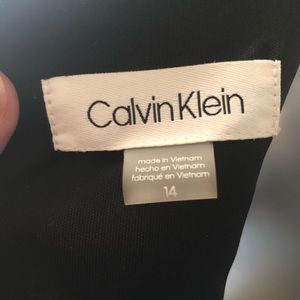 Calvin Klein
made in Vietnam
hecho en Vietnam
fabriqué en Vietnam
14